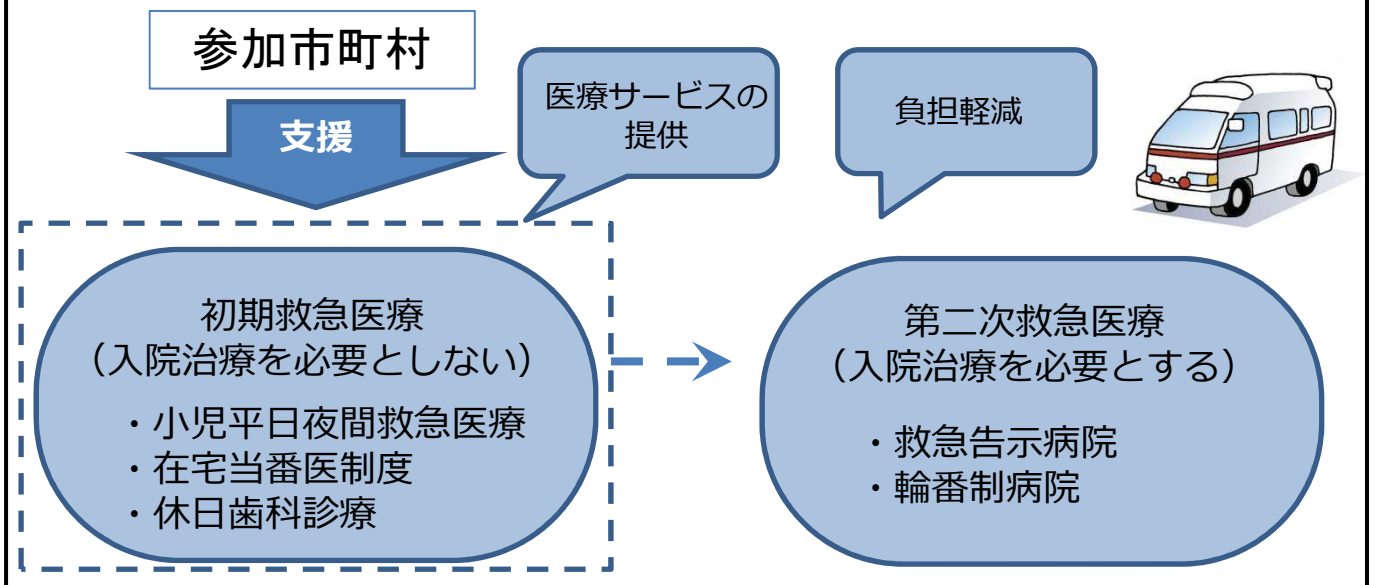 参加市町村
支援
医療サービスの
提供
負担軽減
初期救急医療
（入院治療を必要としない）
・小児平日夜間救急医療
・在宅当番医制度
・休日歯科診療
第二次救急医療
（入院治療を必要とする）
・救急告示病院
・輪番制病院